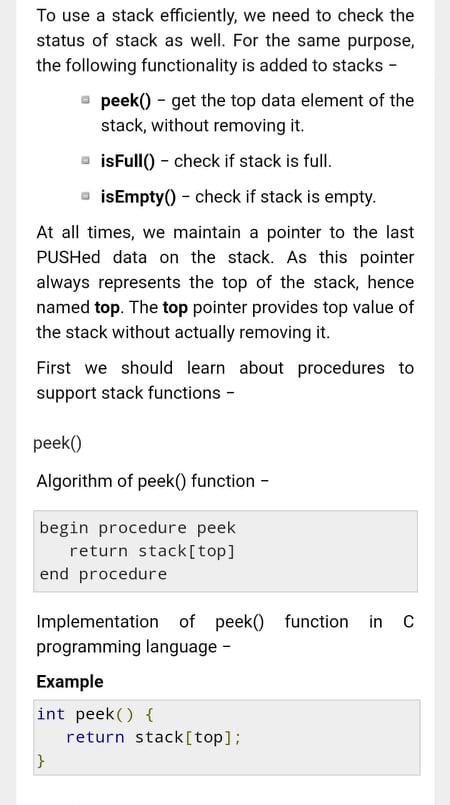 To use a stack efficiently, we need to check the
status of stack as well. For the same purpose,
the following functionality is added to stacks −
peek() − get the top data element of the
stack, without removing it.
isFull() − check if stack is full.
isEmpty() − check if stack is empty.
At all times, we maintain a pointer to the last
PUSHed data on the stack. As this pointer
always represents the top of the stack, hence
named top. The top pointer provides top value of
the stack without actually removing it.
First we should learn about procedures to
support stack functions −
peek()
Algorithm of peek() function −
begin procedure peek
   return stack[top]
end procedure
Implementation of peek() function in C
programming language −
Example
int peek() {
   return stack[top];
}